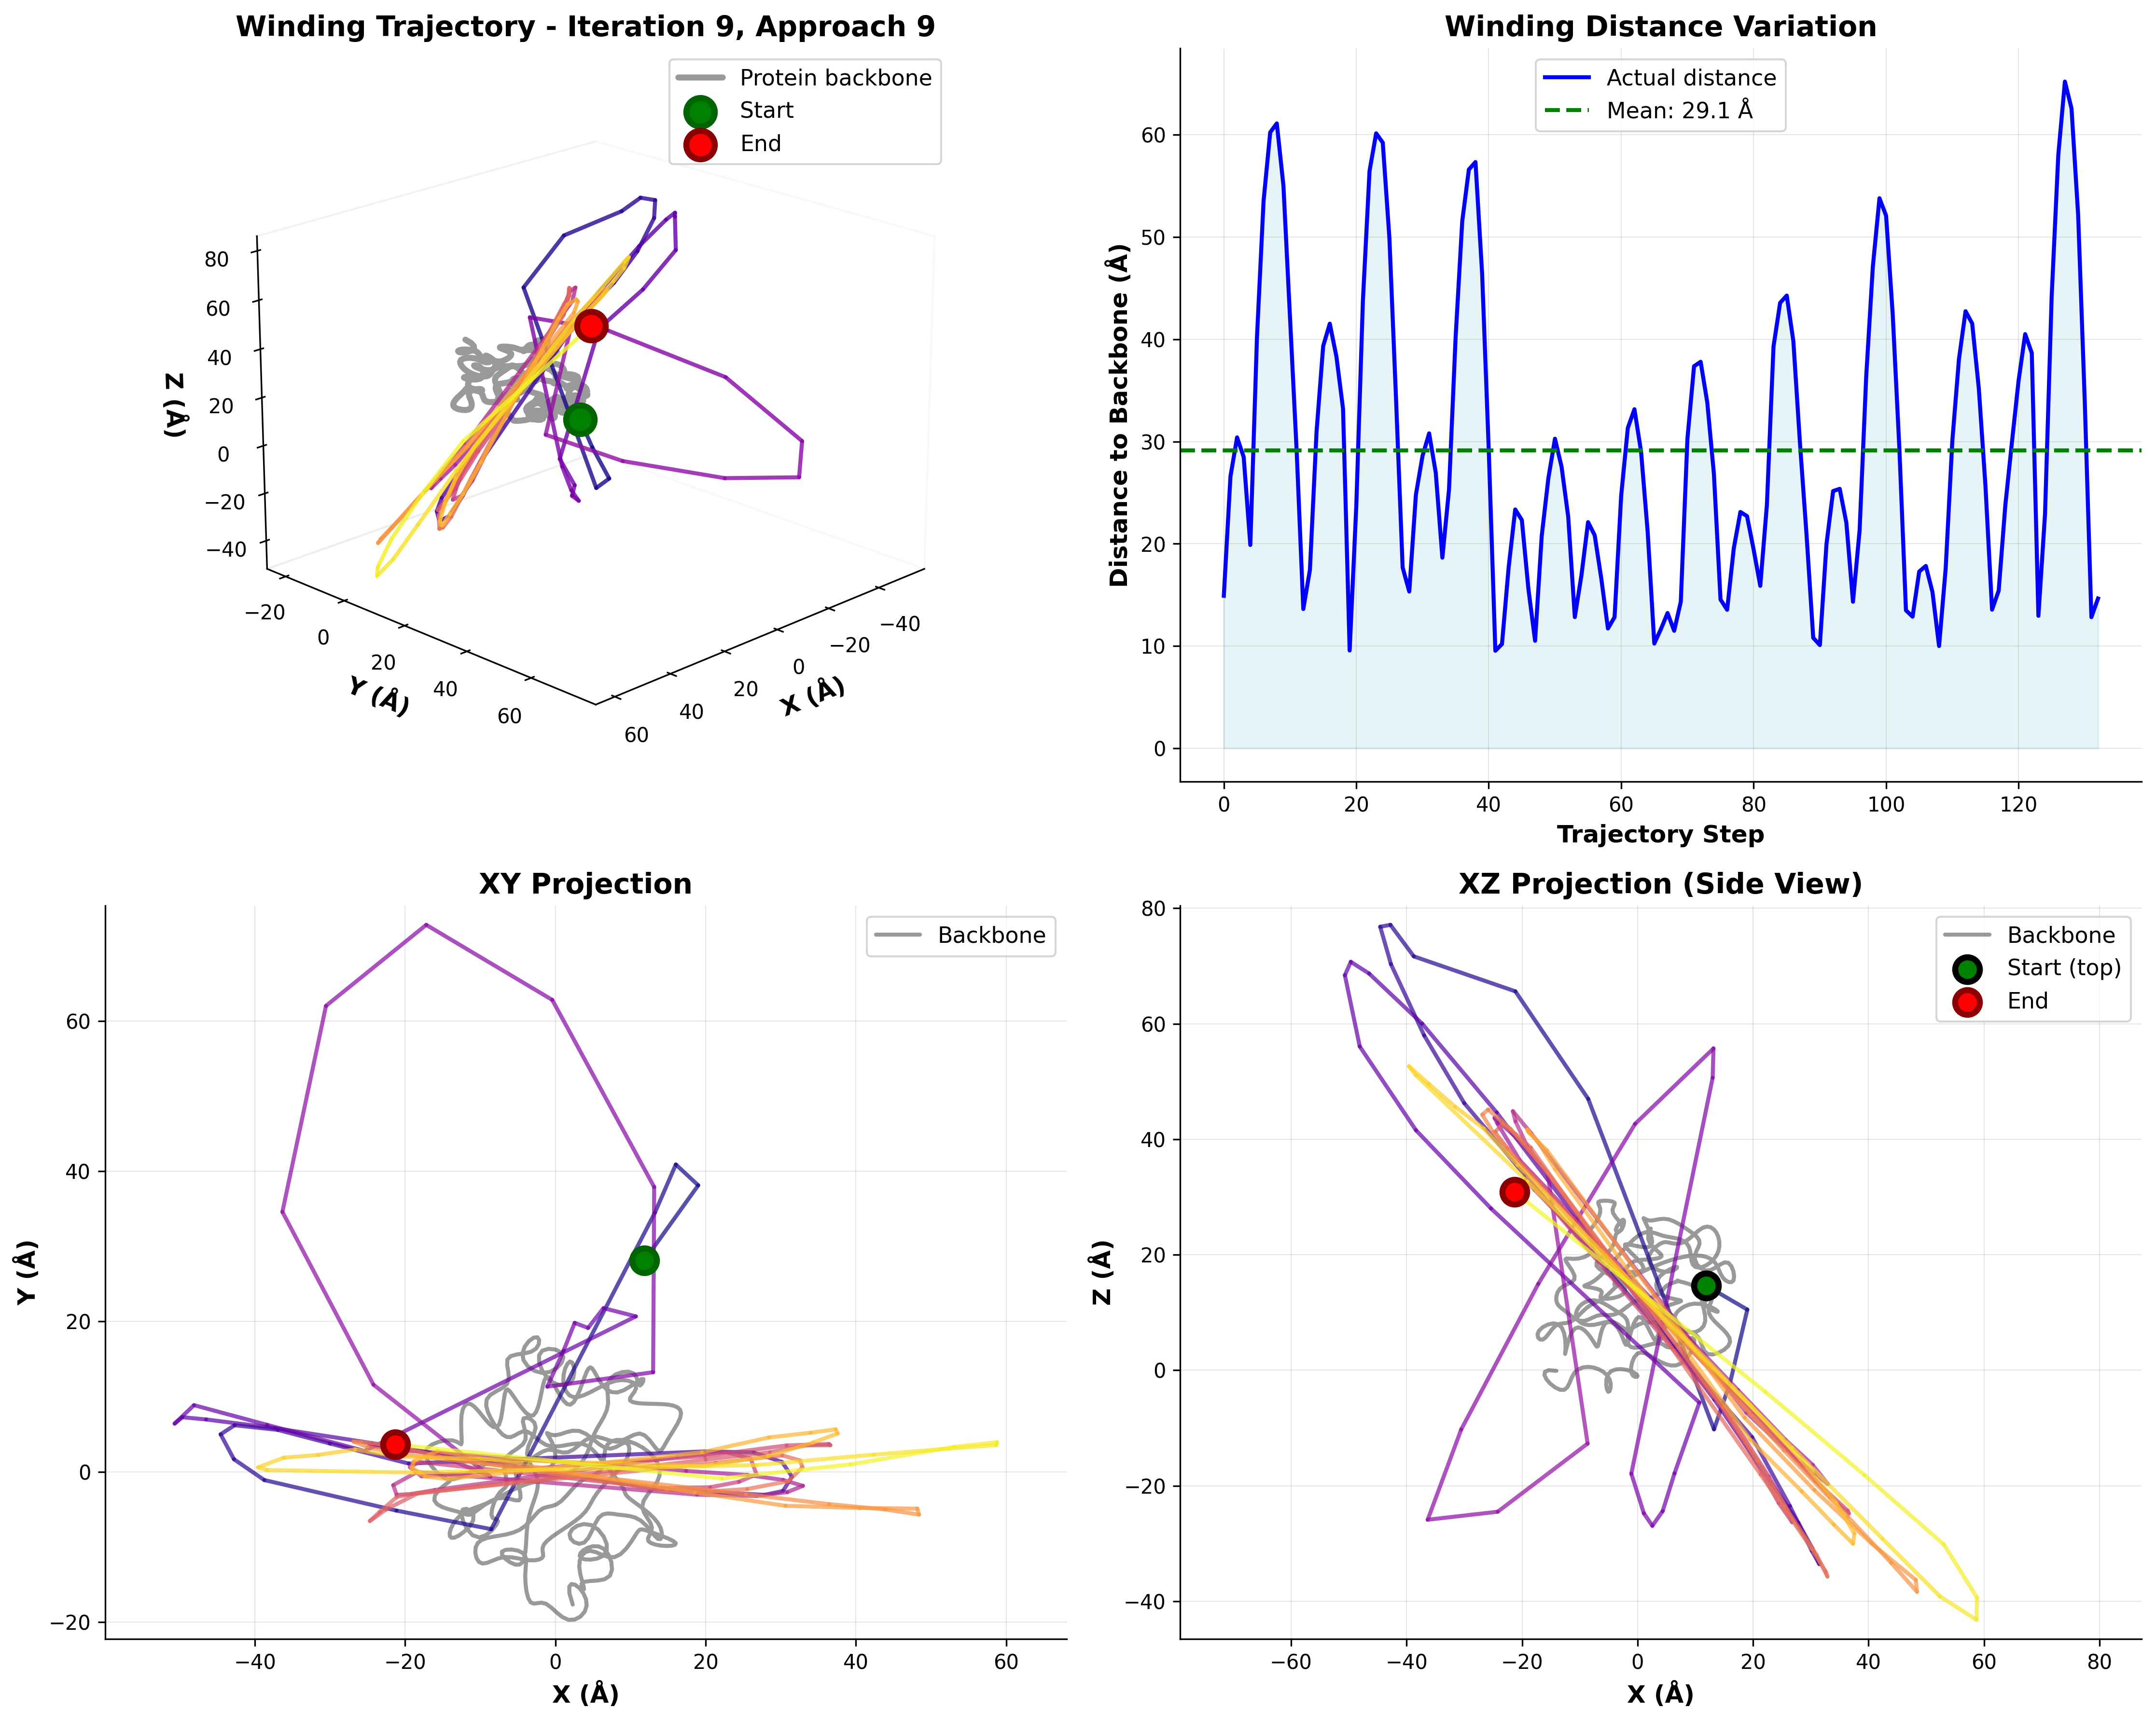 Winding Trajectory - Iteration 9, Approach 9
Protein backbone
Start
End
80
60
40
20
0
−20
−40
Z (Å)
−20
0
20
40
60
Y (Å)
60
40
20
0
−20
−40
X (Å)
Winding Distance Variation
Actual distance
Mean: 29.1 Å
60
50
40
30
20
10
0
Distance to Backbone (Å)
0
20
40
60
80
100
120
Trajectory Step
XY Projection
Backbone
60
40
20
0
−20
Y (Å)
−40
−20
0
20
40
60
X (Å)
XZ Projection (Side View)
Backbone
Start (top)
End
80
60
40
20
0
−20
−40
Z (Å)
−60
−40
−20
0
20
40
60
80
X (Å)